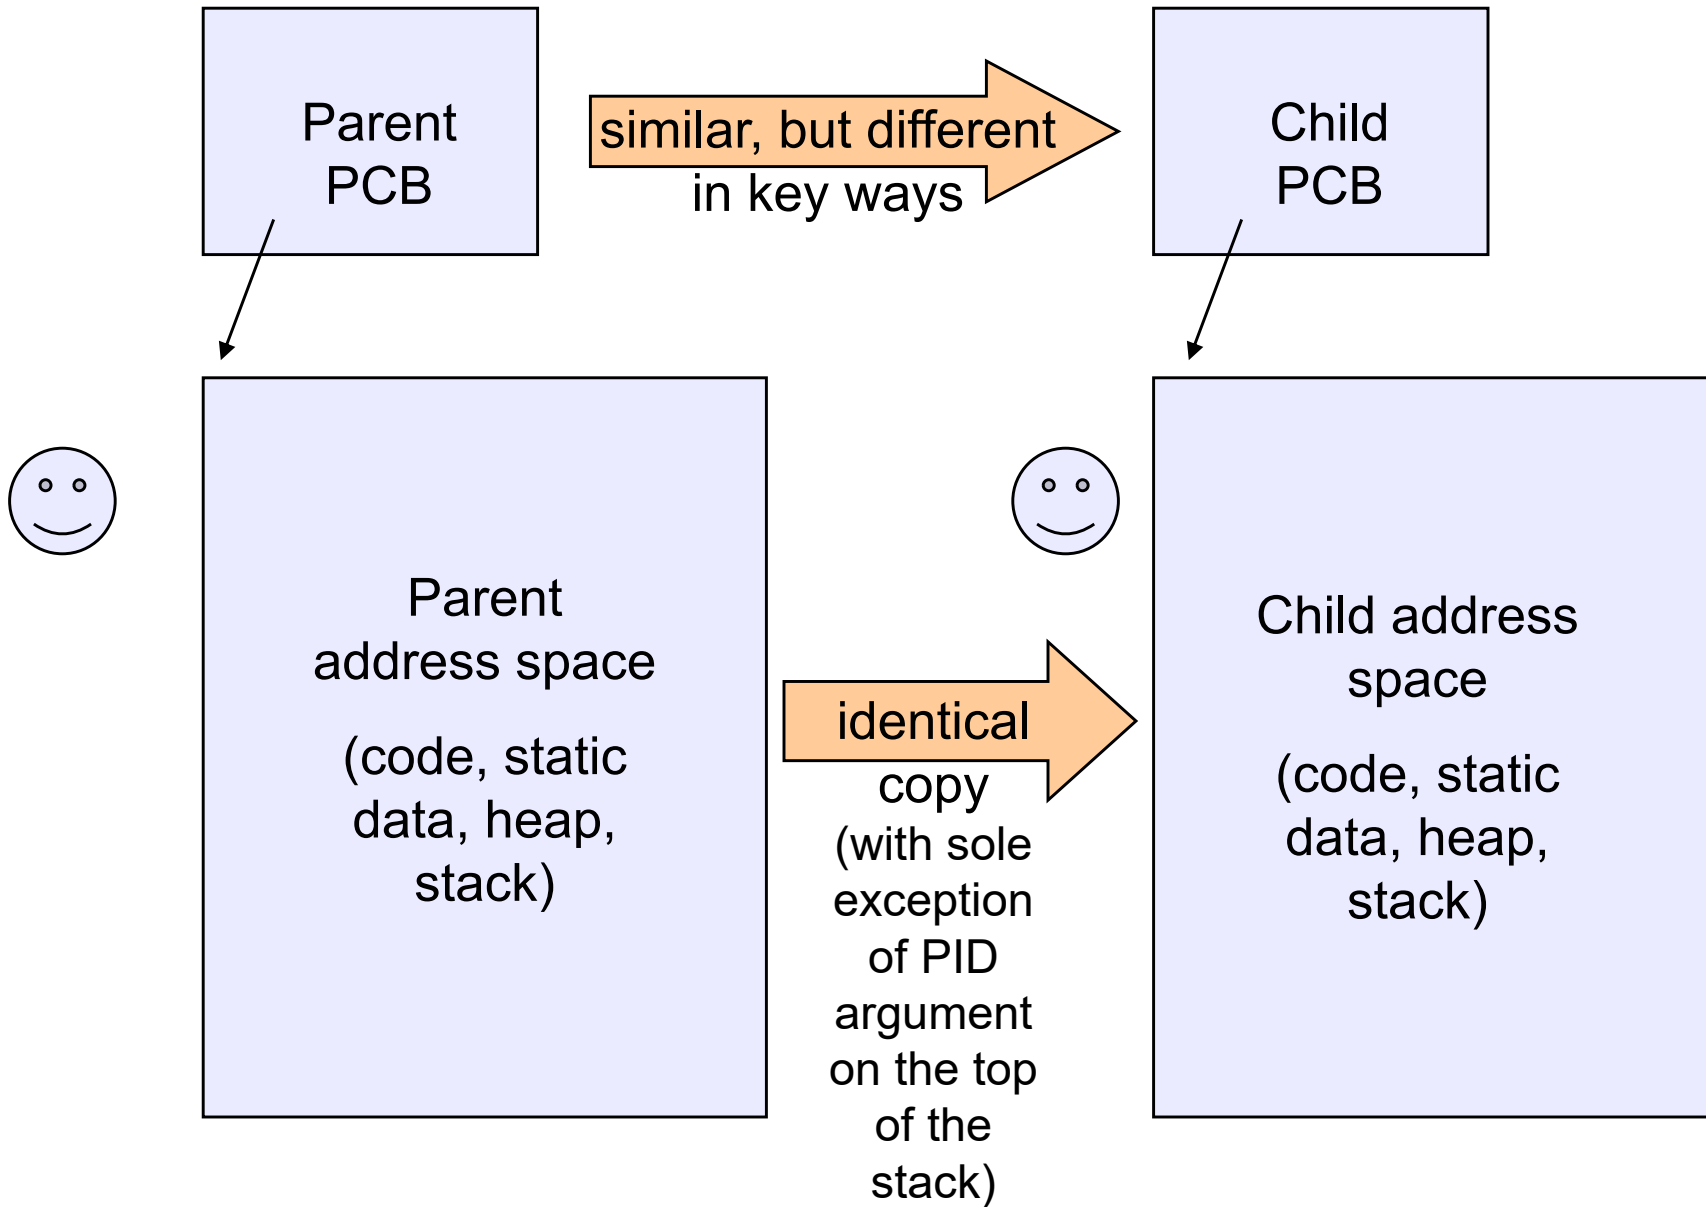 Parent
PCB
similar, but different
in key ways
Child
PCB
Parent
address space
(code, static
data, heap,
stack)
identical
copy
(with sole
exception
of PID
argument
on the top
of the
stack)
Child address
space
(code, static
data, heap,
stack)